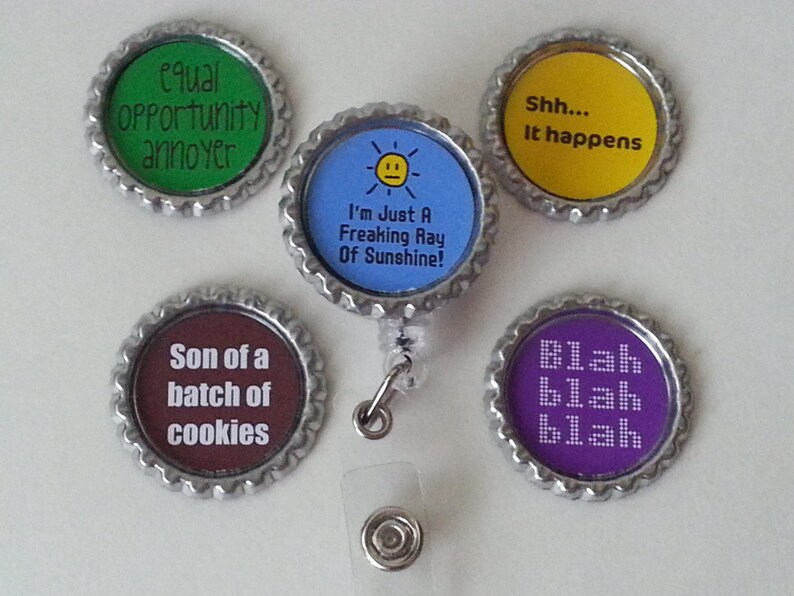 equal
opportunity
annoyer
Shh...
It happens
I'm Just A
Freaking Ray
Of Sunshine!
Son of a
batch of
cookies
Blah
blah
blah